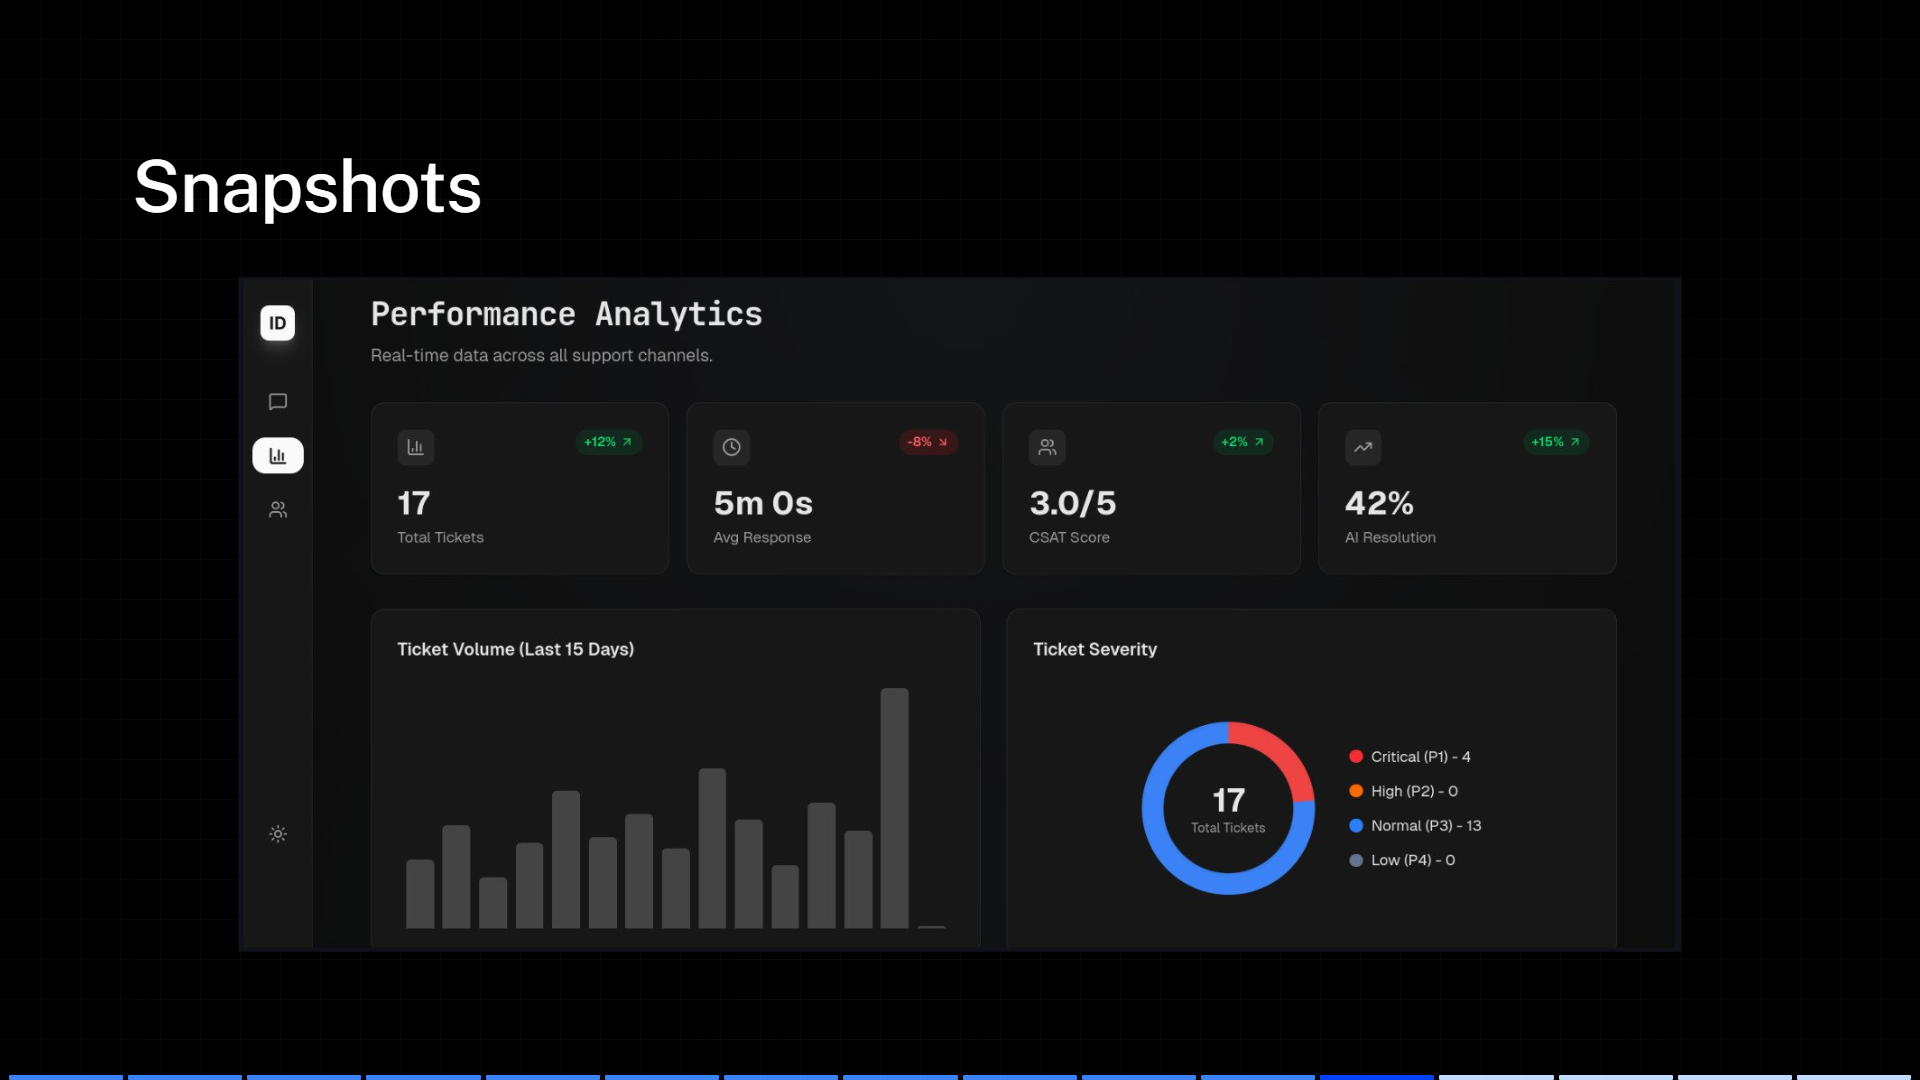 Snapshots
ID
Performance Analytics
Real-time data across all support channels.
+12%
17
Total Tickets
-8%
5m 0s
Avg Response
+2%
3.0/5
CSAT Score
+15%
42%
AI Resolution
Ticket Volume (Last 15 Days)
Ticket Severity
17
Total Tickets
Critical (P1) - 4
High (P2) - 0
Normal (P3) - 13
Low (P4) - 0